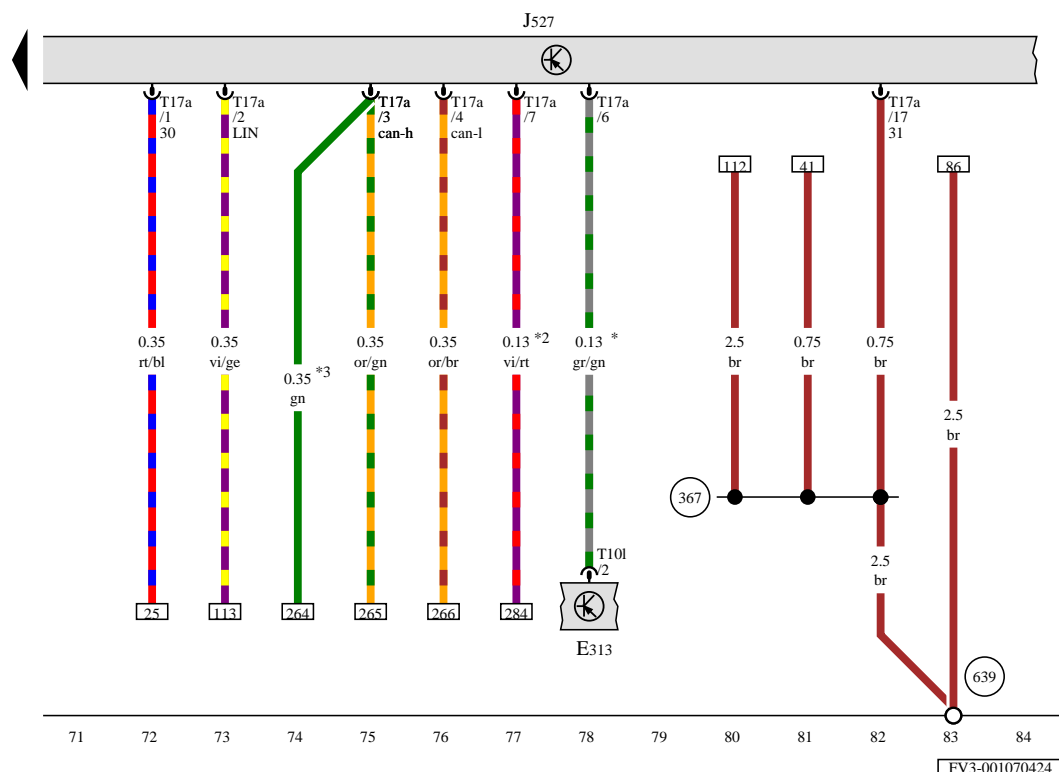 J527
T17a
/1
30
T17a
/2
LIN
T17a
/3
can-h
T17a
/4
can-l
T17a
/7
T17a
/6
T17a
/17
31
112
41
86
0.35
rt/bl
0.35
vi/ge
0.35 *3
gn
0.35
or/gn
0.35
or/br
0.13 *2
vi/rt
0.13 *
gr/gn
2.5
br
0.75
br
0.75
br
2.5
br
367
2.5
br
T10l
/2
25
113
264
265
266
284
E313
639
71 72 73 74 75 76 77 78 79 80 81 82 83 84
FV3-001070424